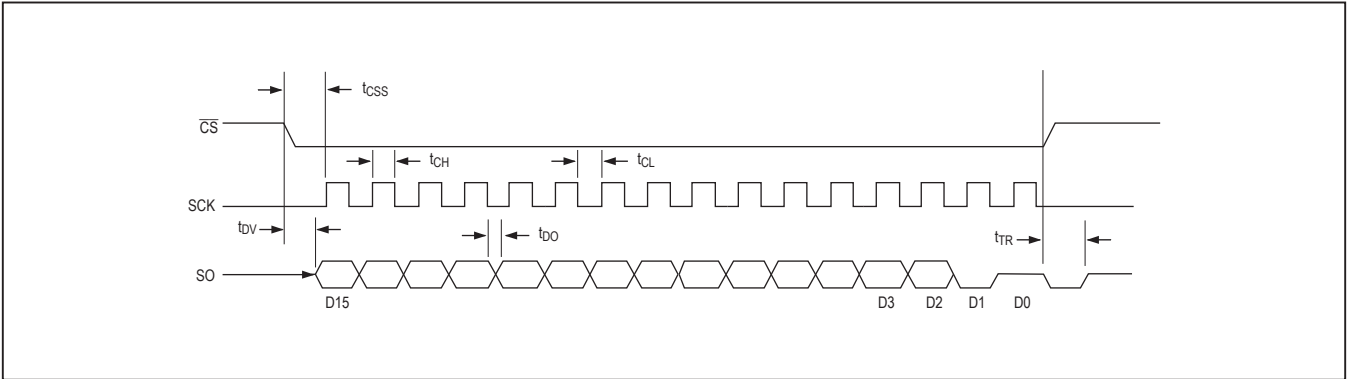 tCSS
CS
tCH
tCL
SCK
tDV
tDO
tTR
SO
D15
D3
D2
D1
D0